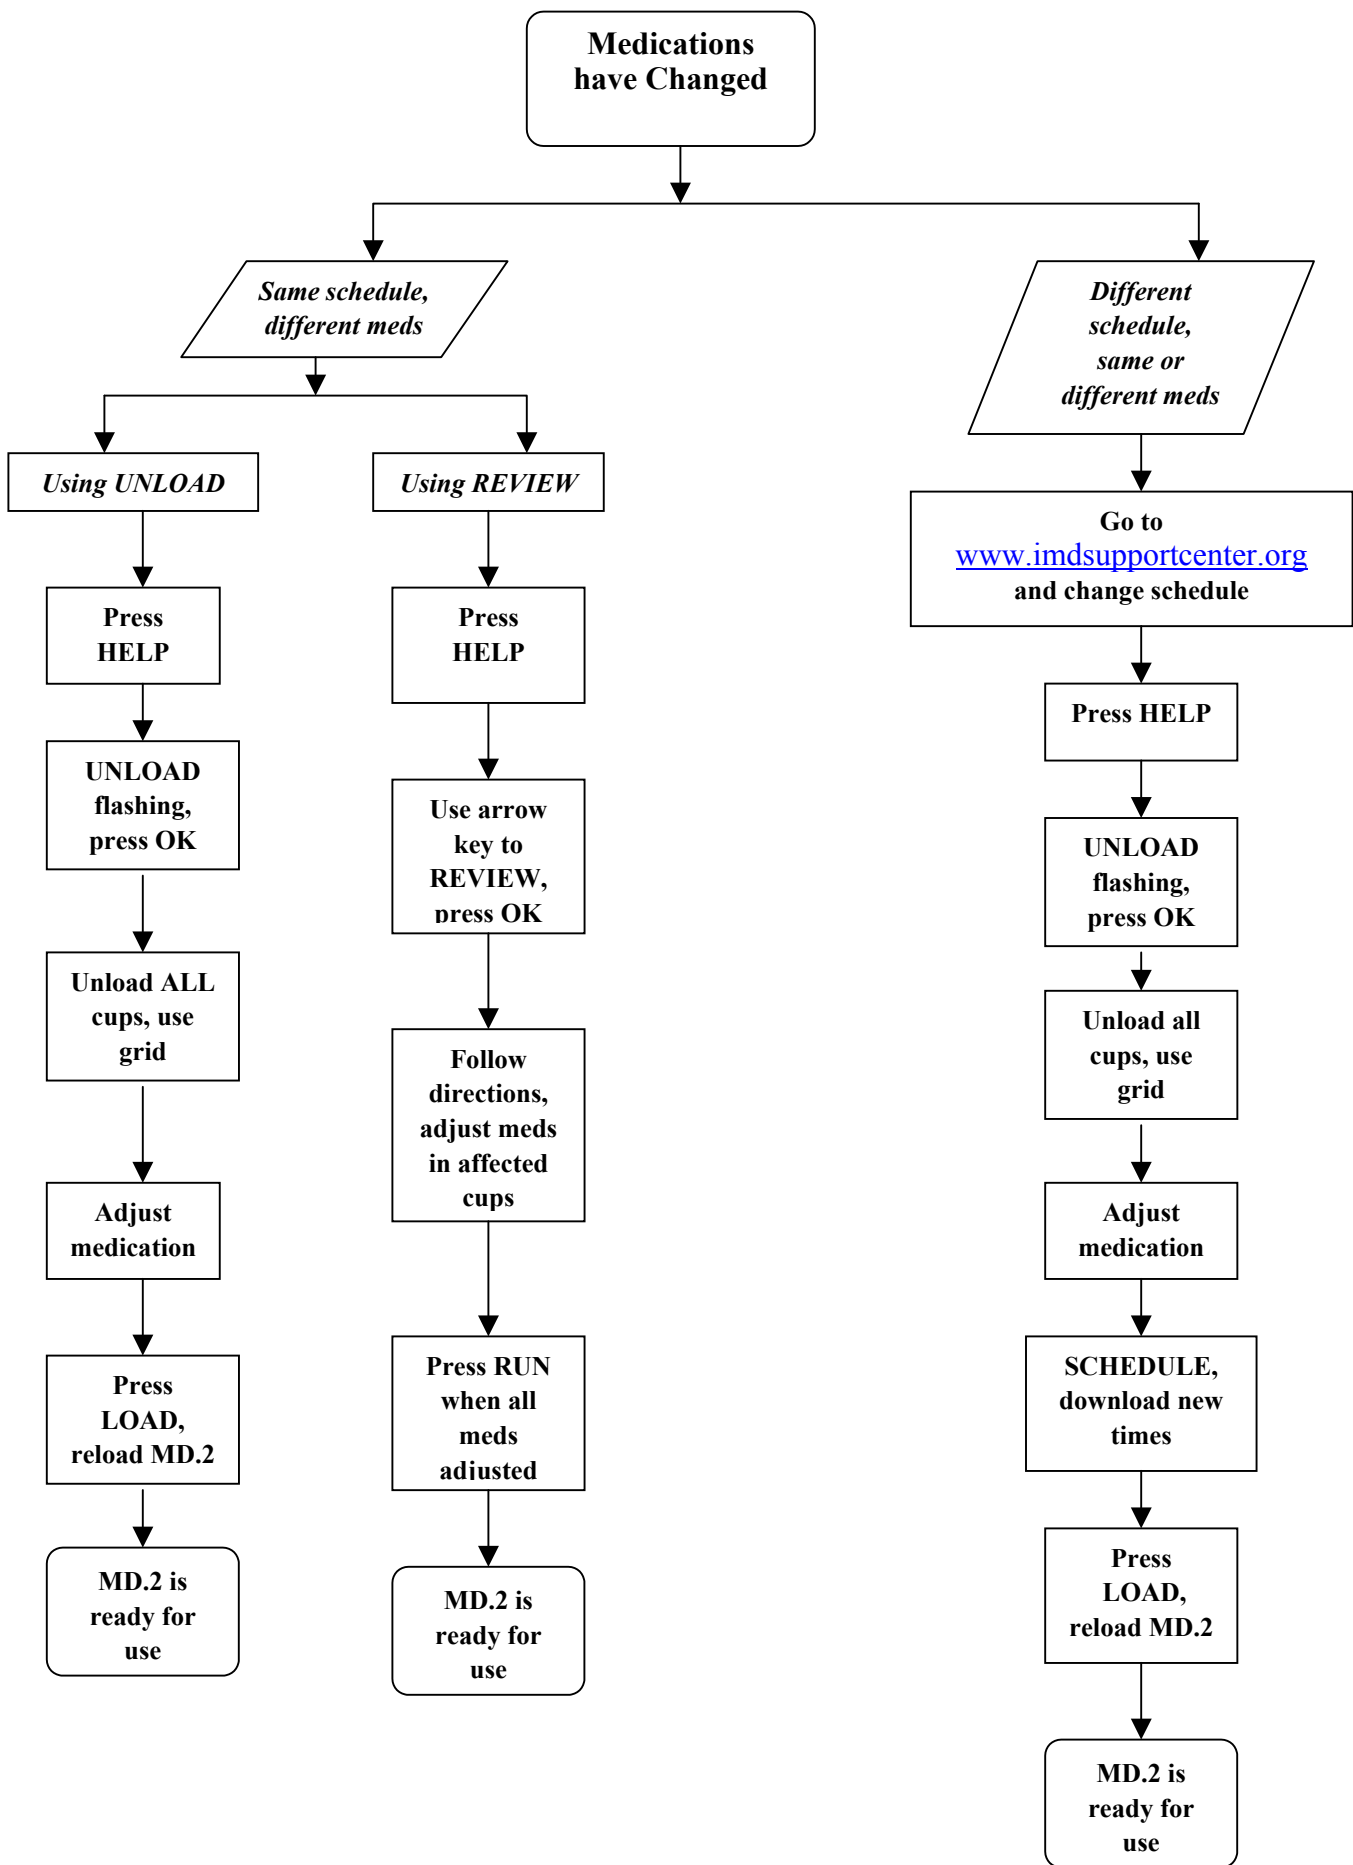 Medications
have Changed
Same schedule,
different meds
Different
schedule,
same or
different meds
Using UNLOAD
Using REVIEW
Go to
www.imdsupportcenter.org
and change schedule
Press
HELP
UNLOAD
flashing,
press OK
Unload ALL
cups, use
grid
Adjust
medication
Press
LOAD,
reload MD.2
MD.2 is
ready for
use
Press
HELP
Use arrow
key to
REVIEW,
press OK
Follow
directions,
adjust meds
in affected
cups
Press RUN
when all
meds
adjusted
MD.2 is
ready for
use
Press HELP
UNLOAD
flashing,
press OK
Unload all
cups, use
grid
Adjust
medication
SCHEDULE,
download new
times
Press
LOAD,
reload MD.2
MD.2 is
ready for
use